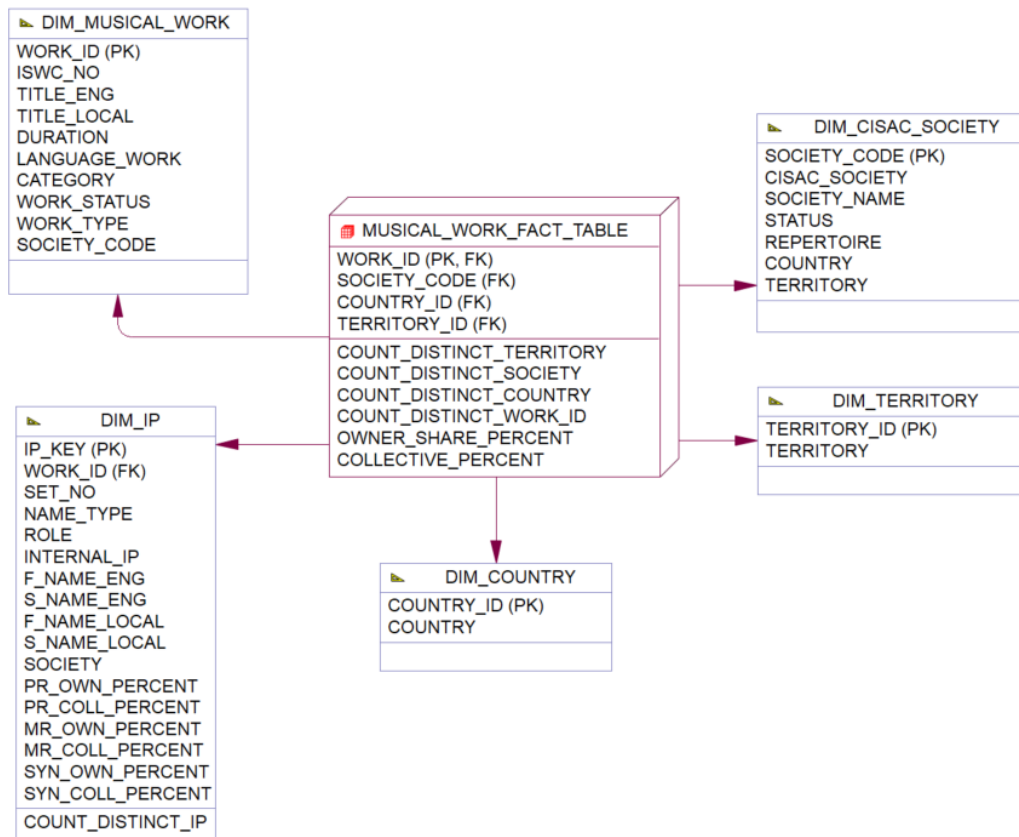 DIM_MUSICAL_WORK
WORK_ID (PK)
ISWC_NO
TITLE_ENG
TITLE_LOCAL
DURATION
LANGUAGE_WORK
CATEGORY
WORK_STATUS
WORK_TYPE
SOCIETY_CODE
DIM_CISAC_SOCIETY
SOCIETY_CODE (PK)
CISAC_SOCIETY
SOCIETY_NAME
STATUS
REPERTOIRE
COUNTRY
TERRITORY
MUSICAL_WORK_FACT_TABLE
WORK_ID (PK, FK)
SOCIETY_CODE (FK)
COUNTRY_ID (FK)
TERRITORY_ID (FK)
COUNT_DISTINCT_TERRITORY
COUNT_DISTINCT_SOCIETY
COUNT_DISTINCT_COUNTRY
COUNT_DISTINCT_WORK_ID
OWNER_SHARE_PERCENT
COLLECTIVE_PERCENT
DIM_TERRITORY
TERRITORY_ID (PK)
TERRITORY
DIM_IP
IP_KEY (PK)
WORK_ID (FK)
SET_NO
NAME_TYPE
ROLE
INTERNAL_IP
F_NAME_ENG
S_NAME_ENG
F_NAME_LOCAL
S_NAME_LOCAL
SOCIETY
PR_OWN_PERCENT
PR_COLL_PERCENT
MR_OWN_PERCENT
MR_COLL_PERCENT
SYN_OWN_PERCENT
SYN_COLL_PERCENT
COUNT_DISTINCT_IP
DIM_COUNTRY
COUNTRY_ID (PK)
COUNTRY